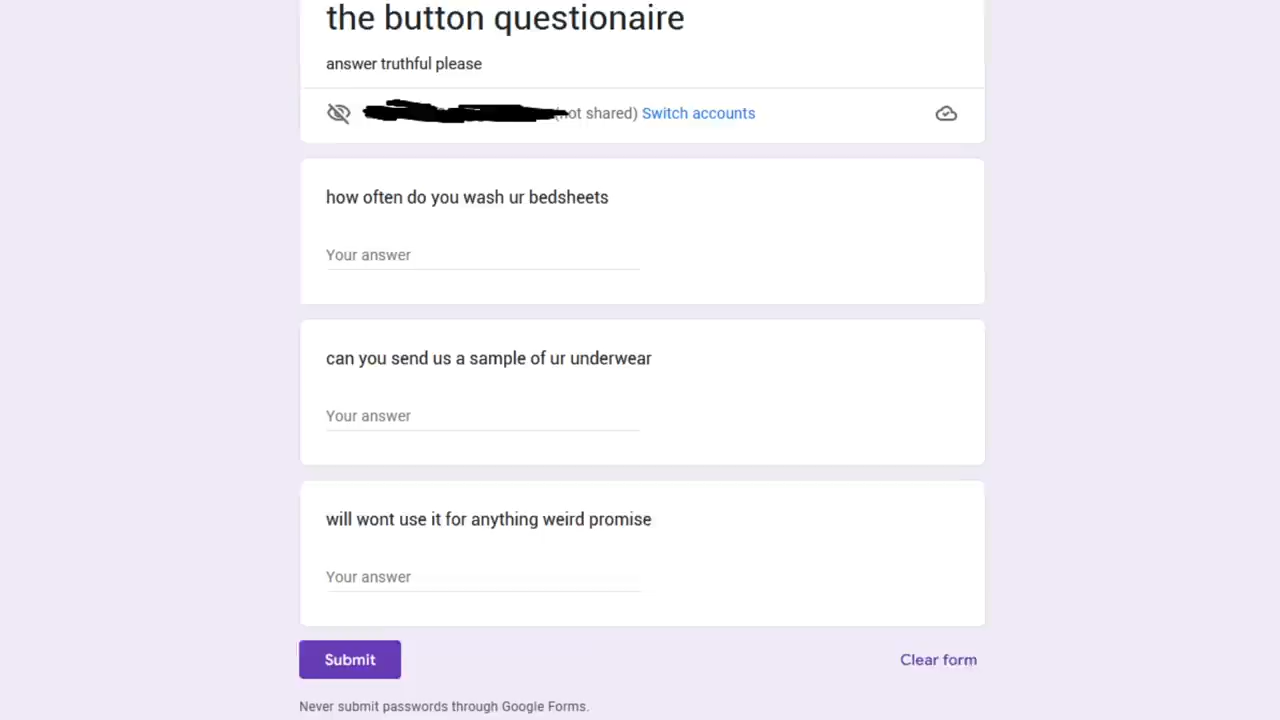 the button questionaire
answer truthful please
not shared) Switch accounts
how often do you wash ur bedsheets
Your answer
can you send us a sample of ur underwear
Your answer
will wont use it for anything weird promise
Your answer
Submit
Clear form
Never submit passwords through Google Forms.